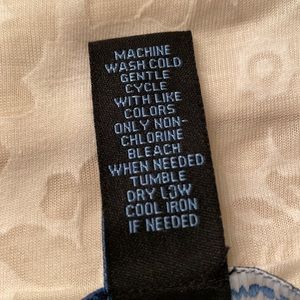 MACHINE
WASH COLD
GENTLE
CYCLE
WITH LIKE
COLORS
ONLY NON-
CHLORINE
BLEACH
WHEN NEEDED
TUMBLE
DRY LOW
COOL IRON
IF NEEDED